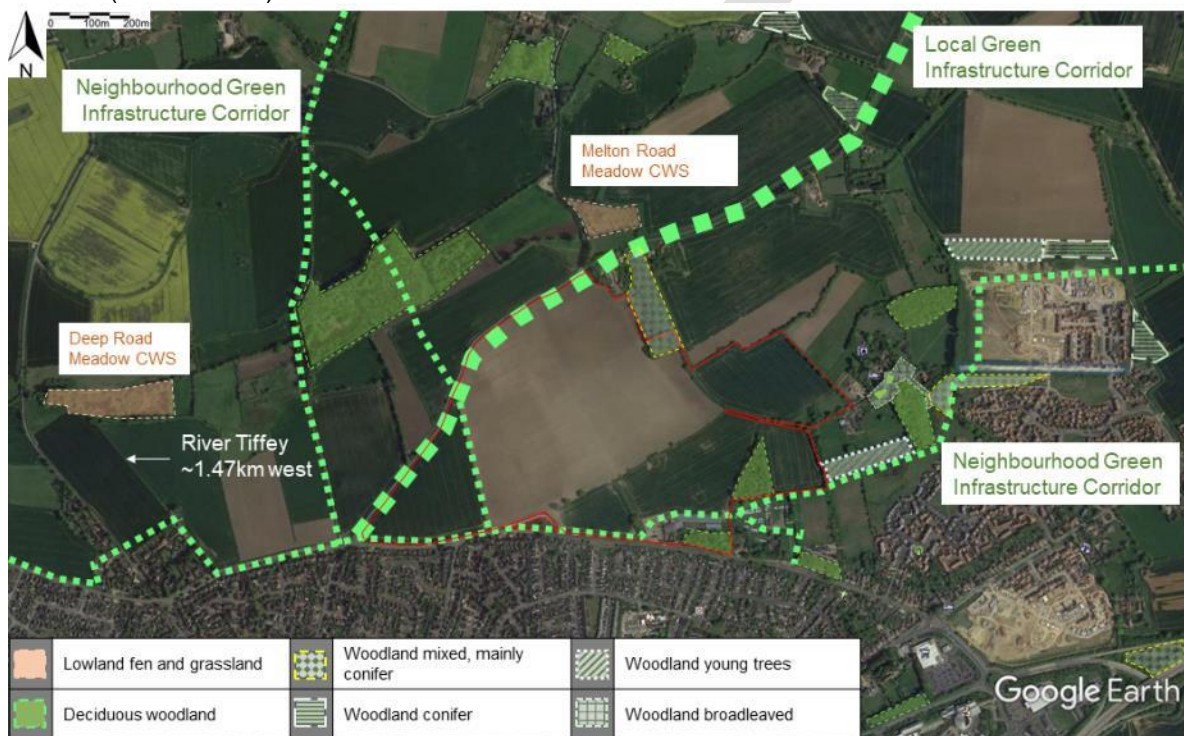 0 100m 200m
N
Neighbourhood Green
Infrastructure Corridor
Local Green
Infrastructure Corridor
Melton Road
Meadow CWS
Deep Road
Meadow CWS
River Tiffey
~1.47km west
Neighbourhood Green
Infrastructure Corridor
Lowland fen and grassland
Woodland mixed, mainly
conifer
Woodland young trees
Deciduous woodland
Woodland conifer
Woodland broadleaved
Google Earth